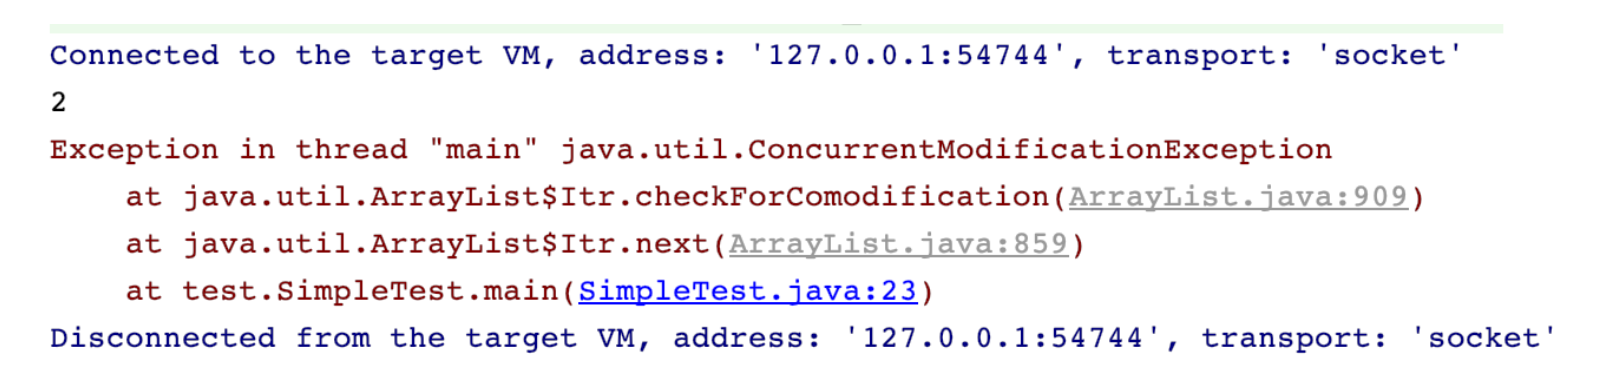 Connected to the target VM, address: '127.0.0.1:54744', transport: 'socket'
2
Exception in thread "main" java.util.ConcurrentModificationException
    at java.util.ArrayList$Itr.checkForComodification(ArrayList.java:909)
    at java.util.ArrayList$Itr.next(ArrayList.java:859)
    at test.SimpleTest.main(SimpleTest.java:23)
Disconnected from the target VM, address: '127.0.0.1:54744', transport: 'socket'